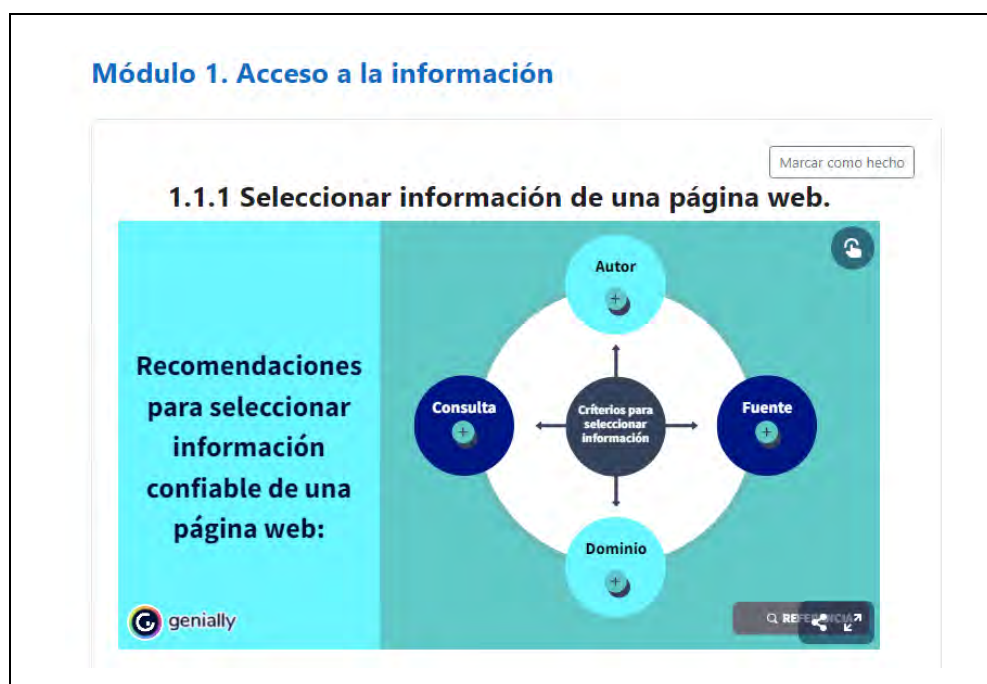 Módulo 1. Acceso a la información
Marcar como hecho
1.1.1 Seleccionar información de una página web.
Recomendaciones
para seleccionar
información
confiable de una
página web:
Autor
Consulta
Criterios para
seleccionar
información
Fuente
Dominio
genially